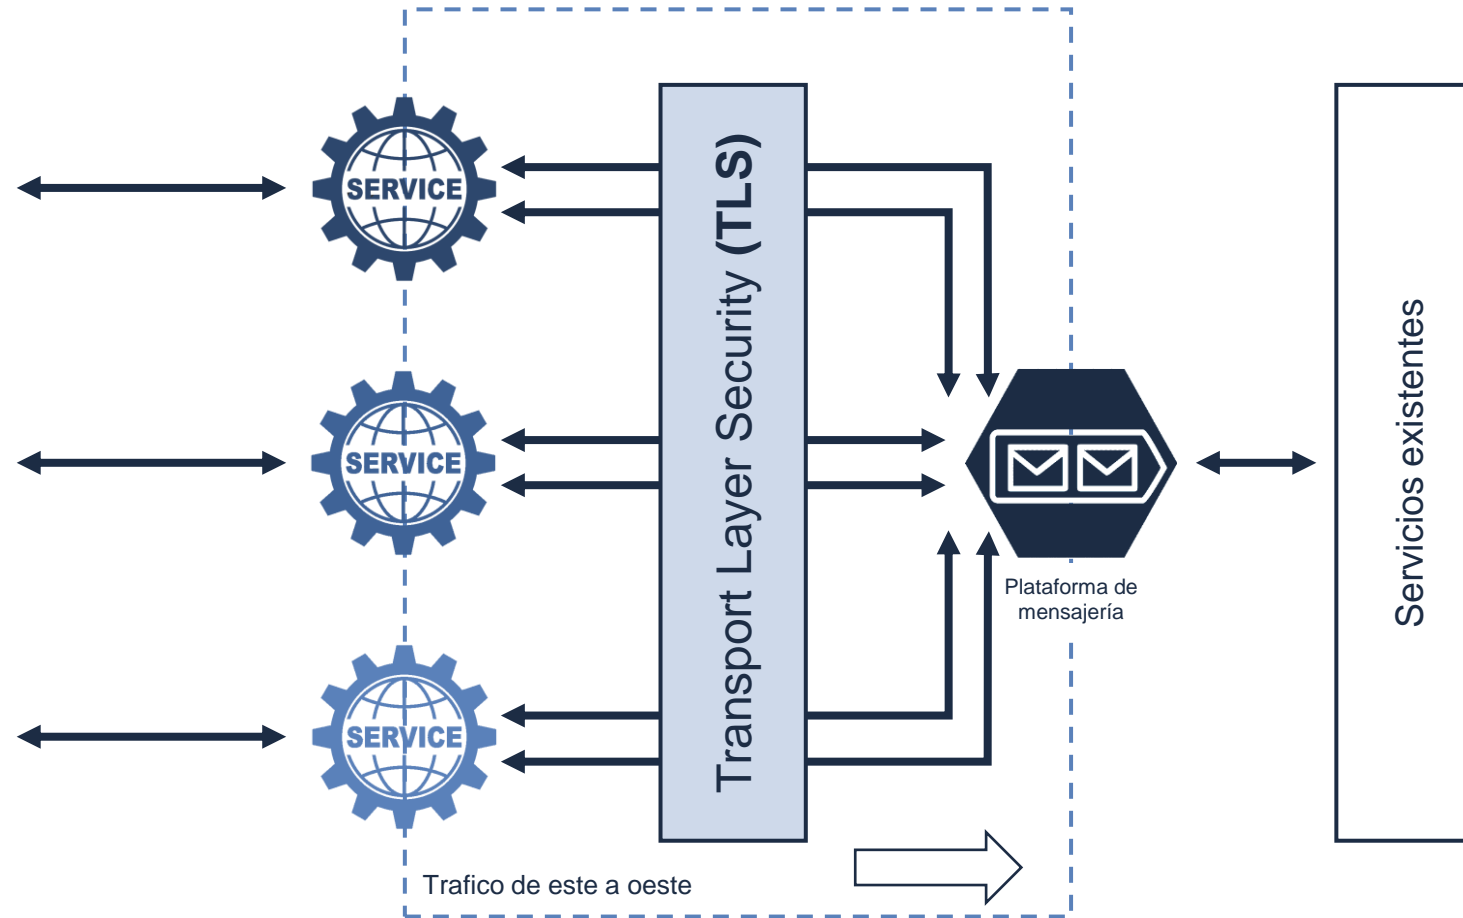 SERVICE
SERVICE
SERVICE
Transport Layer Security (TLS)
Plataforma de
mensajería
Servicios existentes
Trafico de este a oeste